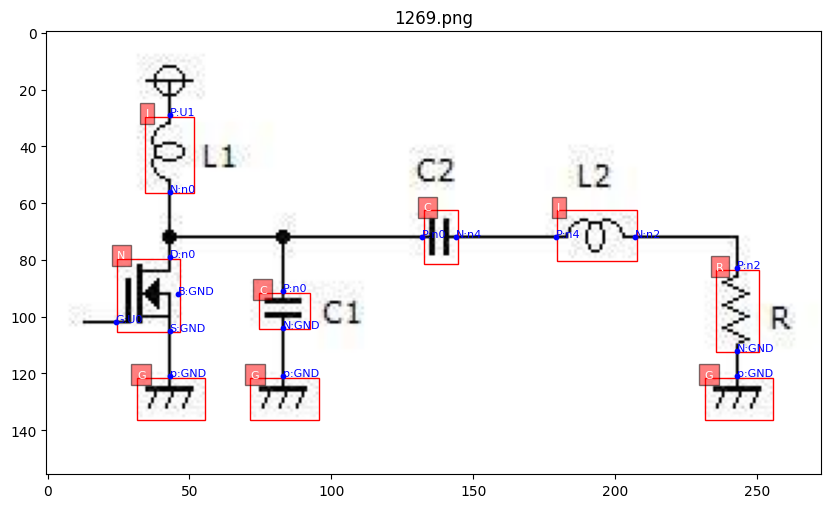 1269.png
0
20
40
60
80
100
120
140
0
50
100
150
200
250
I
P:U1
L1
N:n0
C2
L2
C
P:n0
N:n4
I
P:n4
N:n2
N
D:n0
B:GND
S:GND
C
P:n0
C1
N:GND
R
P:n2
R
N:GND
G
p:GND
G
p:GND
G
p:GND